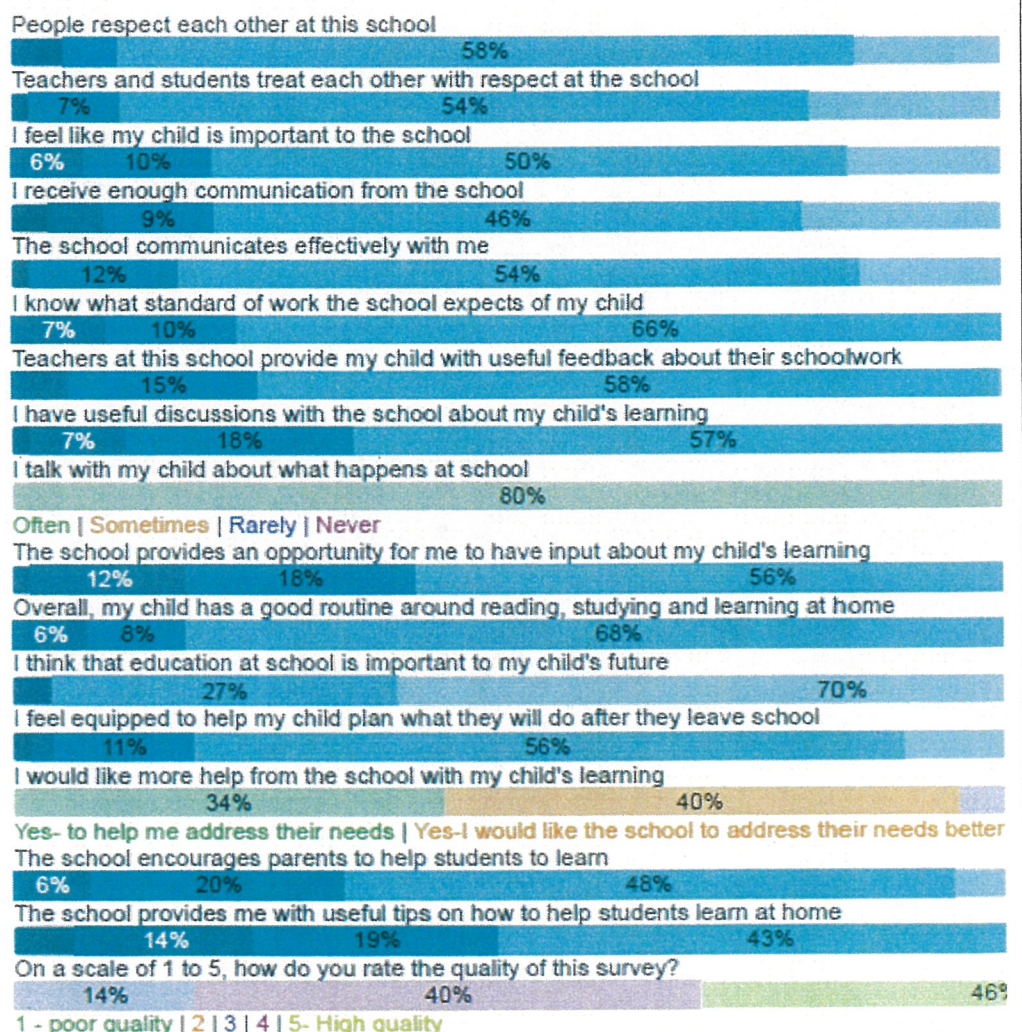 People respect each other at this school
58%
Teachers and students treat each other with respect at the school
7% 54%
I feel like my child is important to the school
6% 10% 50%
I receive enough communication from the school
9% 46%
The school communicates effectively with me
12% 54%
I know what standard of work the school expects of my child
7% 10% 66%
Teachers at this school provide my child with useful feedback about their schoolwork
15% 58%
I have useful discussions with the school about my child's learning
7% 18% 57%
I talk with my child about what happens at school
80%
Often | Sometimes | Rarely | Never
The school provides an opportunity for me to have input about my child's learning
12% 18% 56%
Overall, my child has a good routine around reading, studying and learning at home
6% 8% 68%
I think that education at school is important to my child's future
27% 70%
I feel equipped to help my child plan what they will do after they leave school
11% 56%
I would like more help from the school with my child's learning
34% 40%
Yes- to help me address their needs | Yes-I would like the school to address their needs better
The school encourages parents to help students to learn
6% 20% 48%
The school provides me with useful tips on how to help students learn at home
14% 19% 43%
On a scale of 1 to 5, how do you rate the quality of this survey?
14% 40% 46%
1 - poor quality | 2 | 3 | 4 | 5- High quality